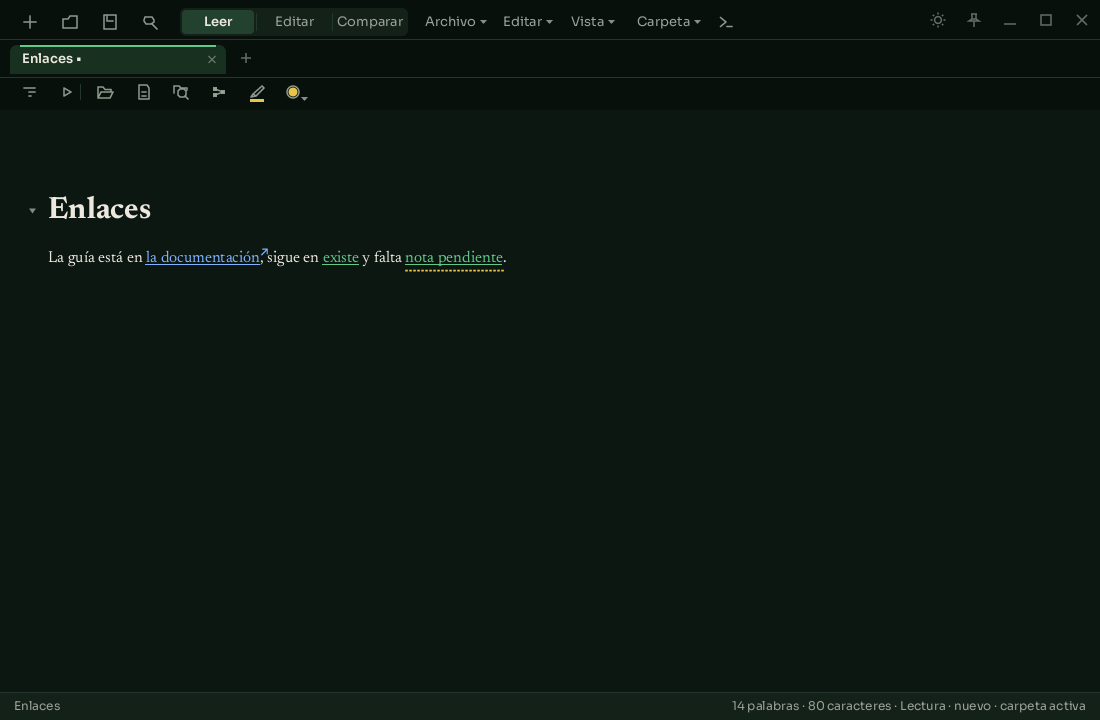 Leer Editar Comparar Archivo Editar Vista Carpeta
Enlaces •
Enlaces
La guía está en la documentación, sigue en existe y falta nota pendiente.
Enlaces
14 palabras · 80 caracteres · Lectura · nuevo · carpeta activa